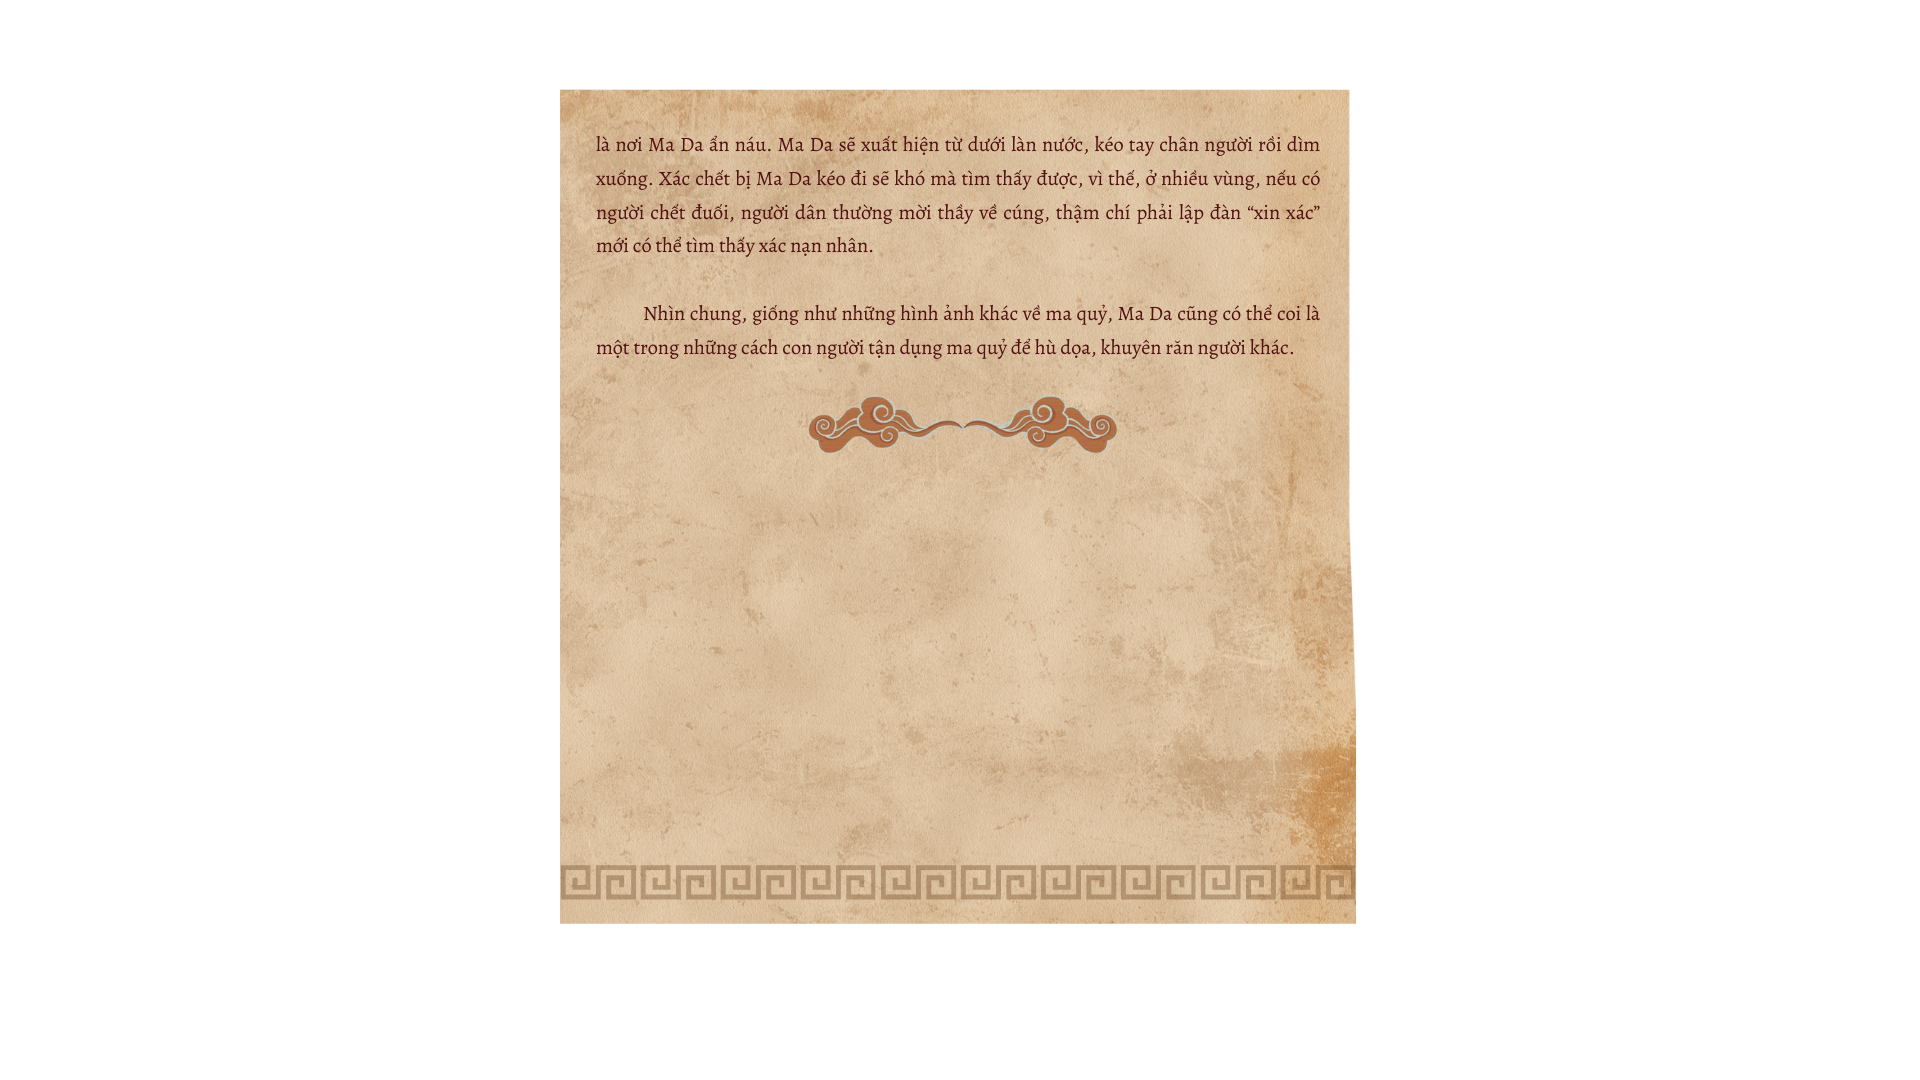 là nơi Ma Da ẩn náu. Ma Da sẽ xuất hiện từ dưới làn nước, kéo tay chân người rồi dìm
xuống. Xác chết bị Ma Da kéo đi sẽ khó mà tìm thấy được, vì thế, ở nhiều vùng, nếu có
người chết đuối, người dân thường mời thầy về cúng, thậm chí phải lập đàn “xin xác”
mới có thể tìm thấy xác nạn nhân.
Nhìn chung, giống như những hình ảnh khác về ma quỷ, Ma Da cũng có thể coi là
một trong những cách con người tận dụng ma quỷ để hù dọa, khuyên răn người khác.